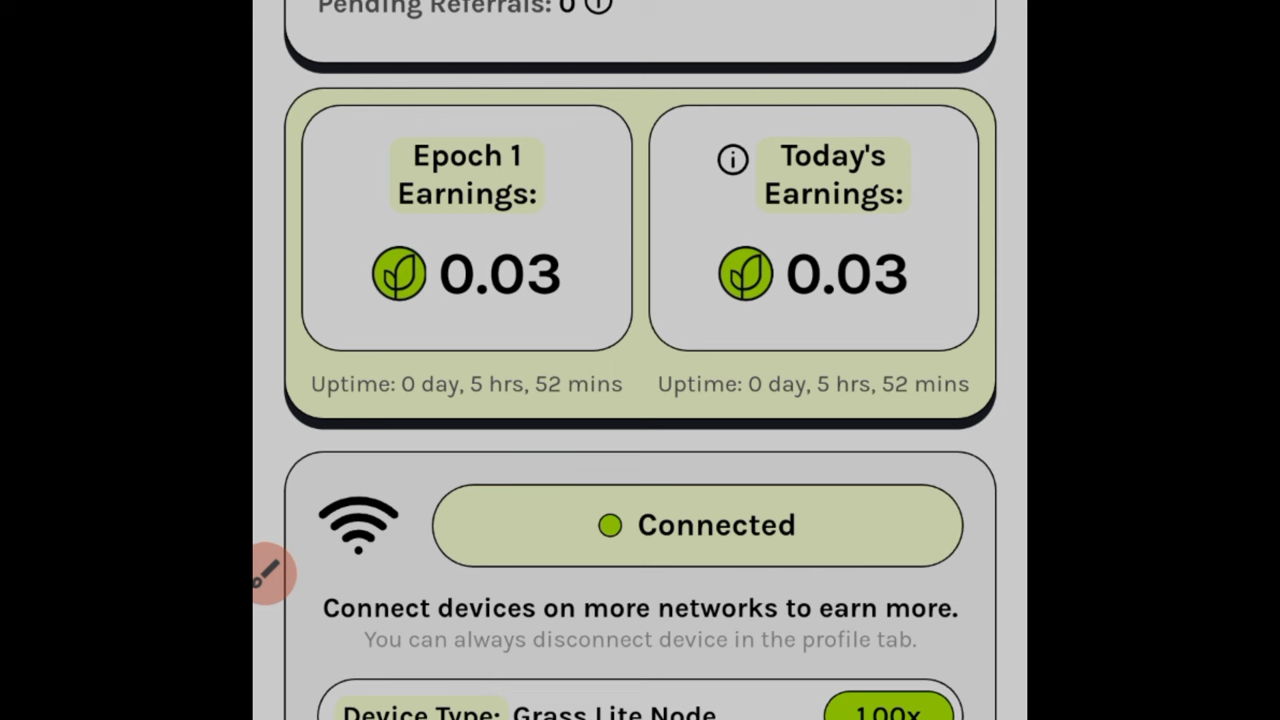 Pending Referrals: 0
Epoch 1
Earnings:
0.03
Uptime: 0 day, 5 hrs, 52 mins
Today's
Earnings:
0.03
Uptime: 0 day, 5 hrs, 52 mins
Connected
Connect devices on more networks to earn more.
You can always disconnect device in the profile tab.
Device Type: Grass Lite Node
1.00x